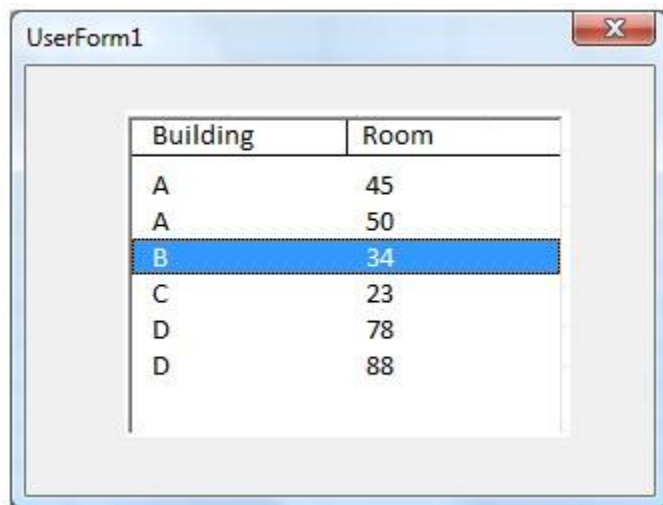 UserForm1
Building Room
A 45
A 50
B 34
C 23
D 78
D 88